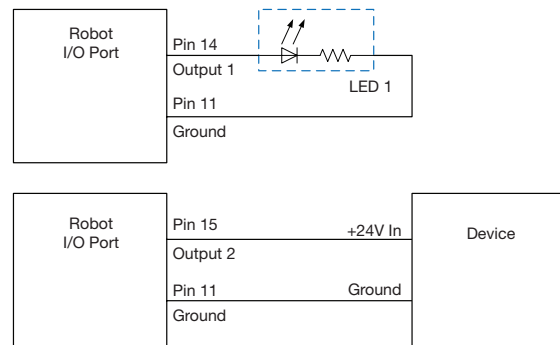 Robot
I/O Port
Pin 14
Output 1
LED 1
Pin 11
Ground
Robot
I/O Port
Pin 15
Output 2
+24V In
Device
Pin 11
Ground
Ground